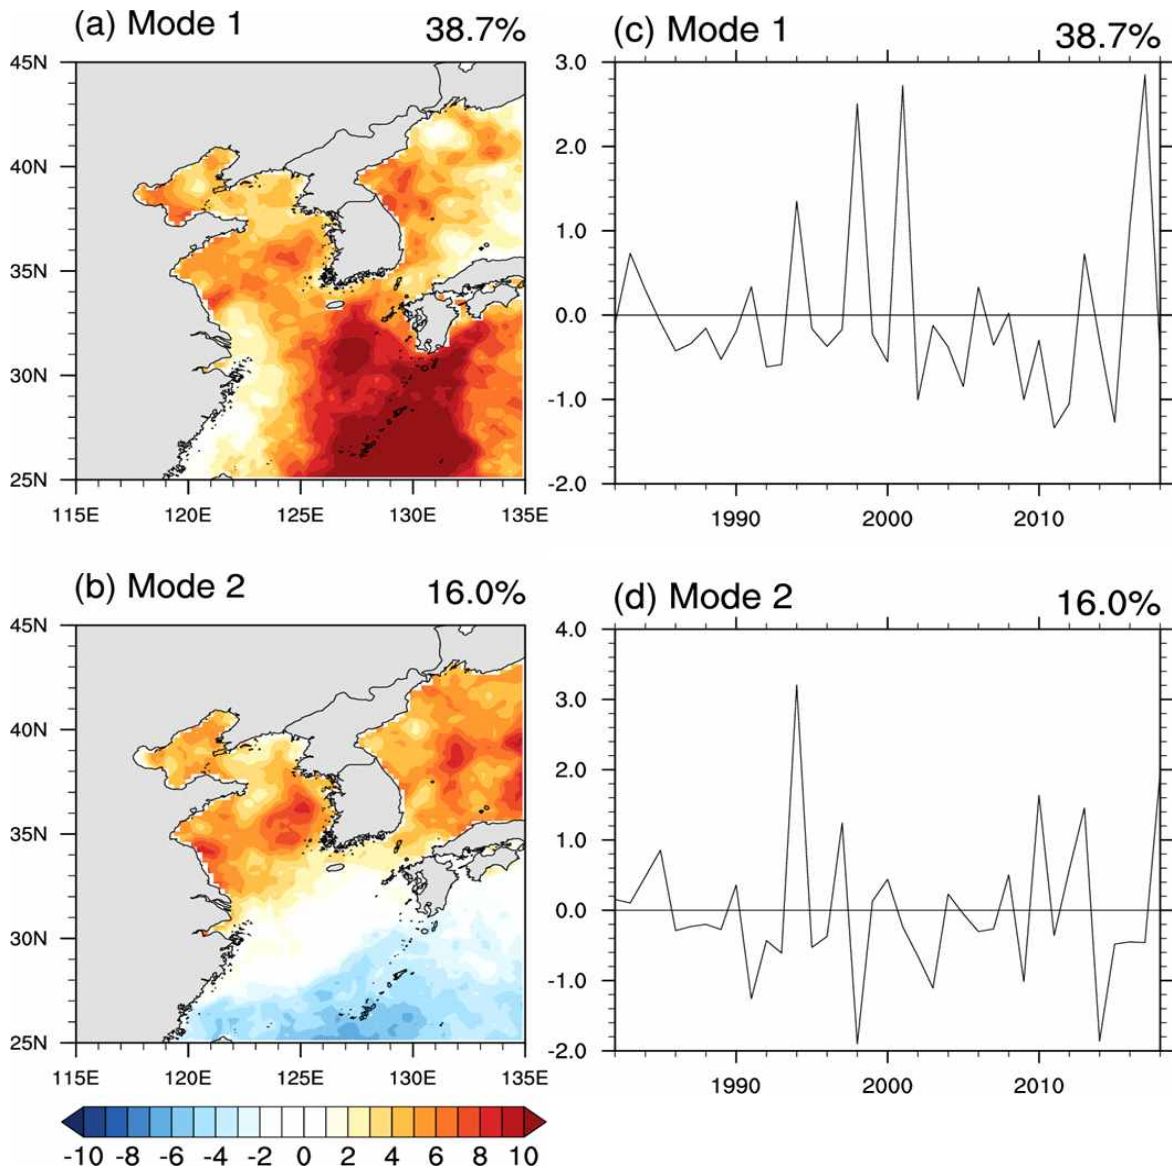 (a) Mode 1 38.7%
45N
40N
35N
30N
25N
115E 120E 125E 130E 135E
(c) Mode 1 38.7%
3.0
2.0
1.0
0.0
-1.0
-2.0
1990 2000 2010
(b) Mode 2 16.0%
45N
40N
35N
30N
25N
115E 120E 125E 130E 135E
-10 -8 -6 -4 -2 0 2 4 6 8 10
(d) Mode 2 16.0%
4.0
3.0
2.0
1.0
0.0
-1.0
-2.0
1990 2000 2010